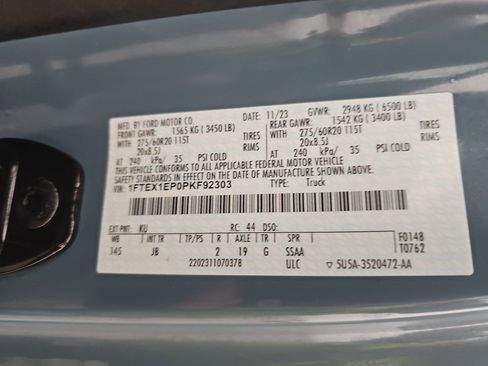 MFD. BY FORD MOTOR CO.
DATE: 11/23 GVWR: 2948 KG (6500 LB)
FRONT GAWR: 1565 KG (3450 LB) REAR GAWR: 1542 KG (3400 LB)
WITH 275/60R20 115T TIRES WITH 275/60R20 115T TIRES
20x8.5J RIMS 20x8.5J RIMS
AT 240 kPa/ 35 PSI COLD AT 240 kPa/ 35 PSI COLD
THIS VEHICLE CONFORMS TO ALL APPLICABLE FEDERAL MOTOR VEHICLE
SAFETY STANDARDS IN EFFECT ON THE DATE OF MANUFACTURE SHOWN ABOVE.
VIN: 1FTEX1EP0PKF92303 TYPE: Truck
EXT PNT: KU RC: 44 DSO:
WB INT TR TP/PS R AXLE TR SPR F0148
145 JB 2 19 G SSAA T0762
2202311070378 ULC ▽ 5U5A-3520472-AA